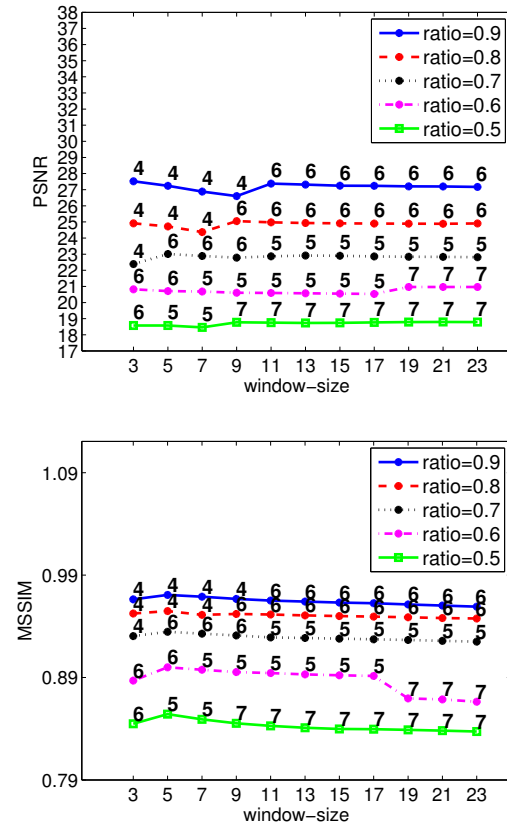 38
37
36
35
34
33
32
31
30
29
28
27
26
25
24
23
22
21
20
19
18
17
PSNR
ratio=0.9
ratio=0.8
ratio=0.7
ratio=0.6
ratio=0.5
4 4 4 4 6 6 6 6 6 6 6
4 4 4 6 6 6 6 6 6 6 6
4 6 6 6 5 5 5 5 5 5 5
6 6 5 5 5 5 5 5 7 7 7
6 5 5 7 7 7 7 7 7 7 7
3 5 7 9 11 13 15 17 19 21 23
window-size
1.09
0.99
0.89
0.79
MSSIM
ratio=0.9
ratio=0.8
ratio=0.7
ratio=0.6
ratio=0.5
4 4 4 4 6 6 6 6 6 6 6
4 4 4 6 6 6 6 6 6 6 6
4 6 6 6 5 5 5 5 5 5 5
6 6 5 5 5 5 5 5 7 7 7
6 5 5 7 7 7 7 7 7 7 7
3 5 7 9 11 13 15 17 19 21 23
window-size